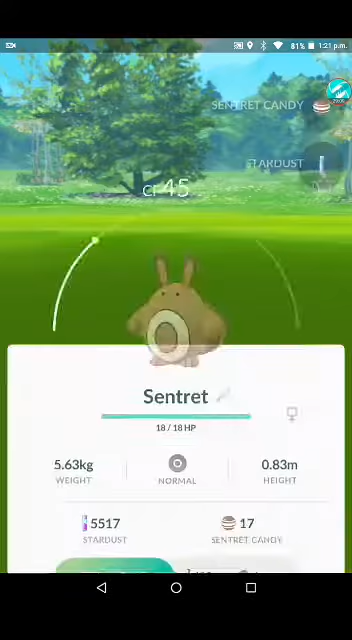 81% 1:21 p.m.
SENTRET CANDY
STARDUST
CP45
Sentret
18 / 18 HP
5.63kg
0.83m
WEIGHT
NORMAL
HEIGHT
5517
17
STARDUST
SENTRET CANDY